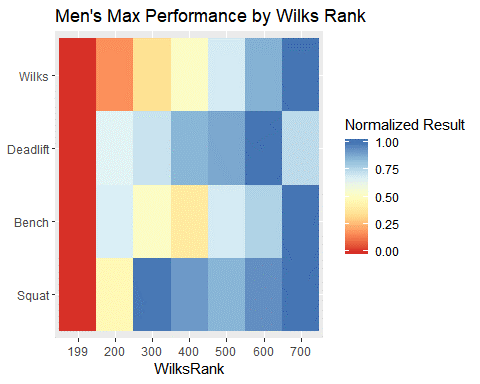 Men's Max Performance by Wilks Rank
Wilks
Deadlift
Bench
Squat
199 200 300 400 500 600 700
WilksRank
Normalized Result
1.00
0.75
0.50
0.25
0.00